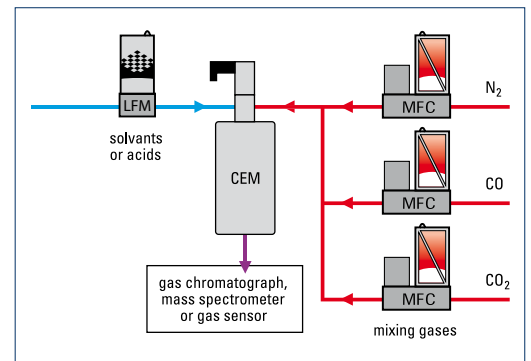 LFM
solvants
or acids
CEM
gas chromatograph,
mass spectrometer
or gas sensor
MFC
N₂
MFC
CO
MFC
CO₂
mixing gases